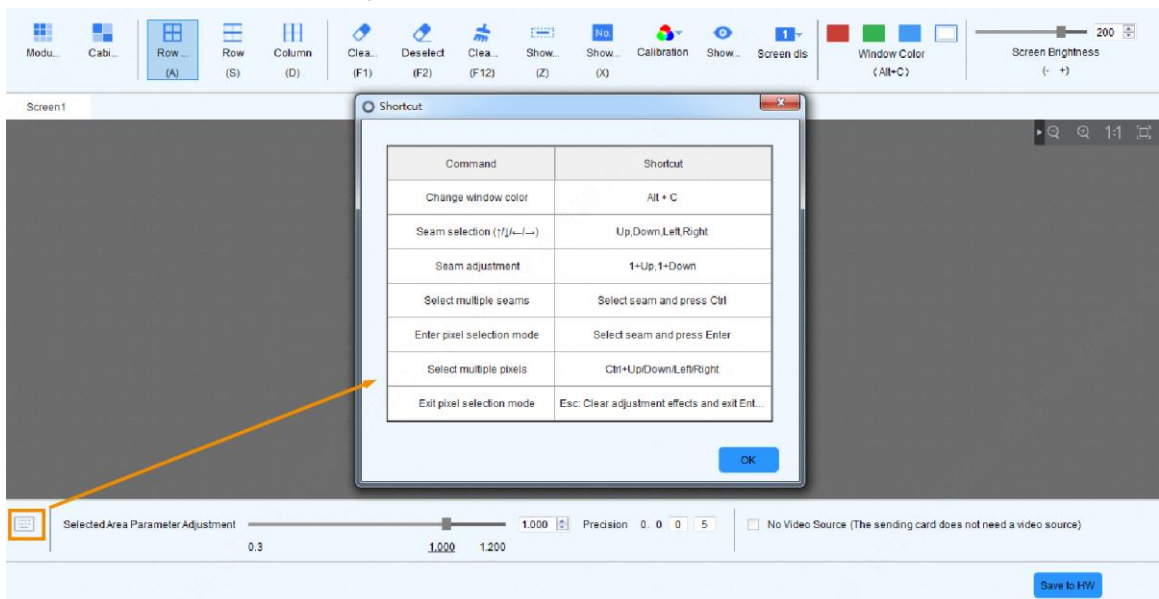 No. 1 200
Modu... Cabi... Row ... Row Column Clea... Deselect Clea... Show... Show... Calibration Show... Screen dis Window Color Screen Brightness
(A) (S) (D) (F1) (F2) (F12) (Z) (X) (Alt+C) (- +)
Screen1
Shortcut
1:1
Command Shortcut
Change window color Alt + C
Seam selection (↑/↓/←/→) Up,Down,Left,Right
Seam adjustment 1+Up,1+Down
Select multiple seams Select seam and press Ctrl
Enter pixel selection mode Select seam and press Enter
Select multiple pixels Ctrl+Up/Down/Left/Right
Exit pixel selection mode Esc: Clear adjustment effects and exit Ent...
OK
Selected Area Parameter Adjustment 1.000 Precision 0. 0 0 5 No Video Source (The sending card does not need a video source)
0.3 1.000 1.200
Save to HW